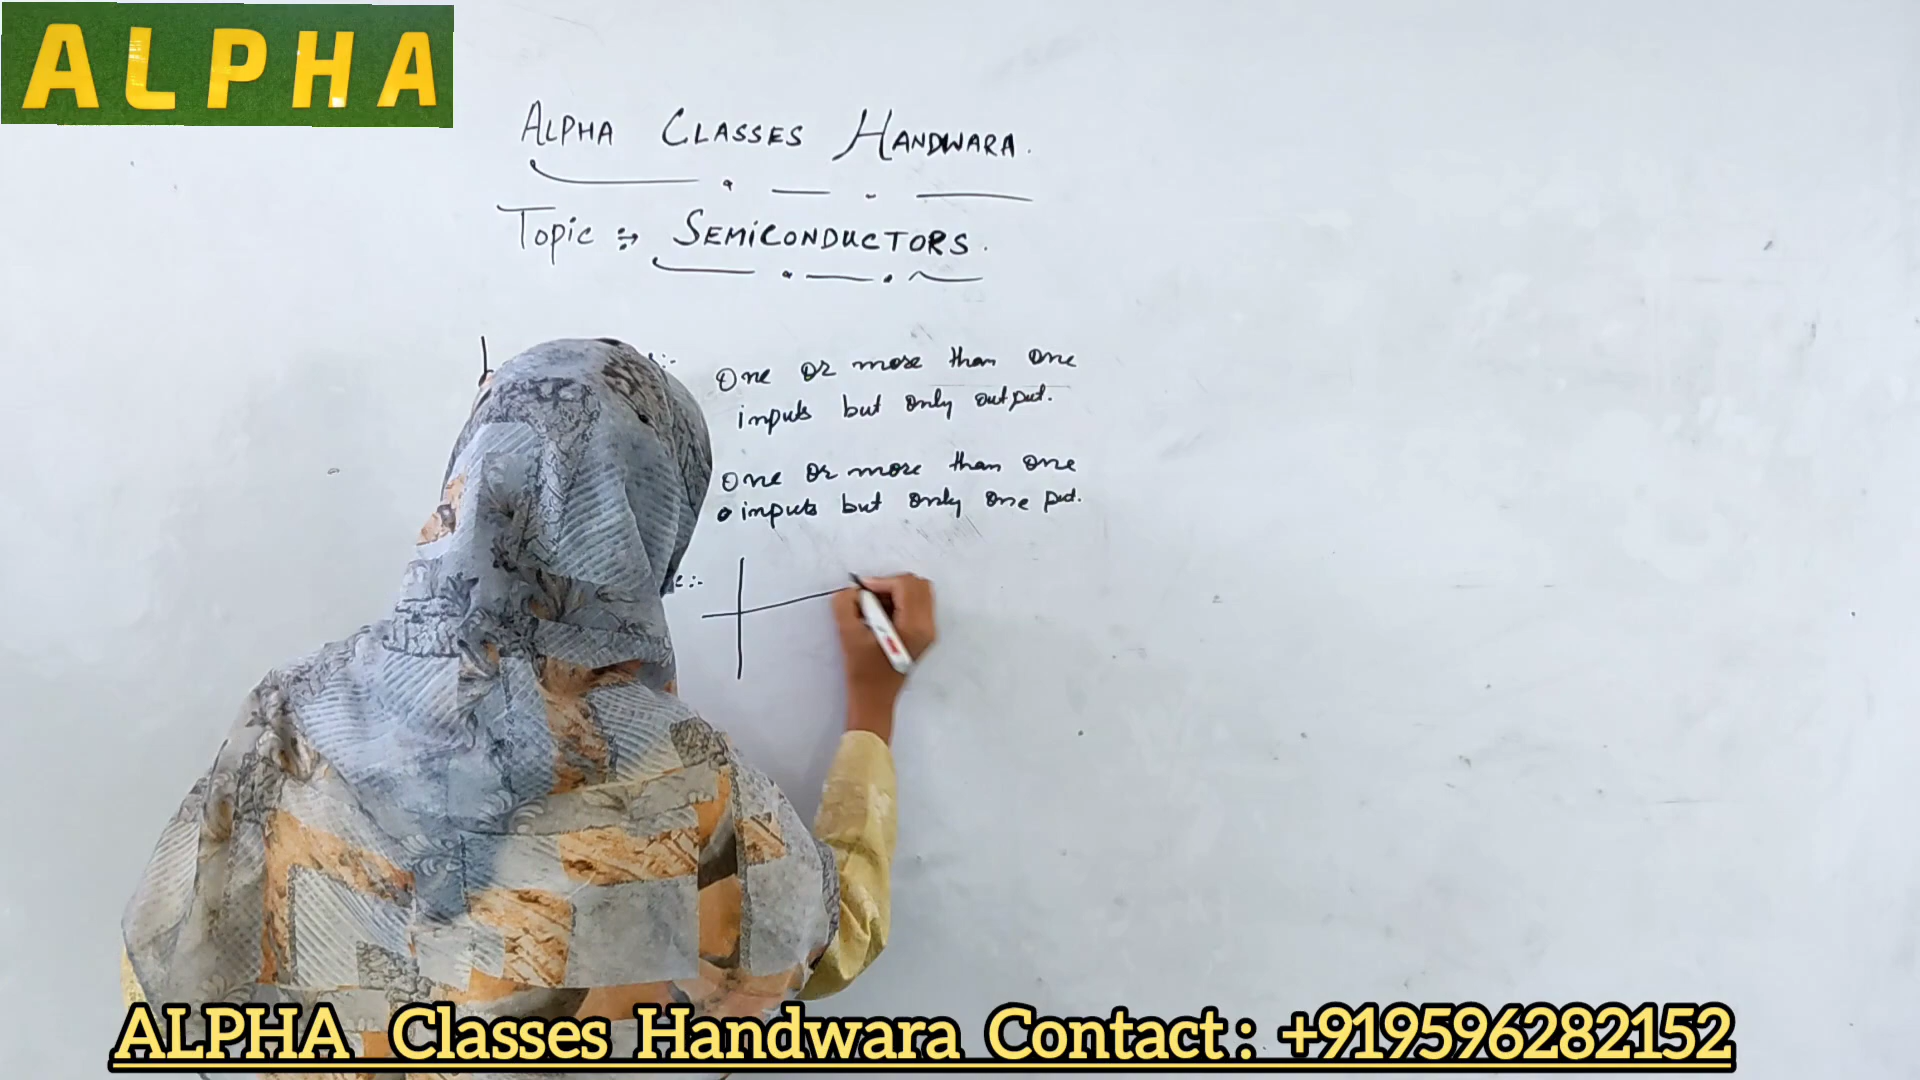 ALPHA
ALPHA CLASSES HANDWARA.
Topic :→ SEMICONDUCTORS.
One or more than one
inputs but only output.
One or more than one
inputs but only one put.
ALPHA Classes Handwara Contact : +919596282152